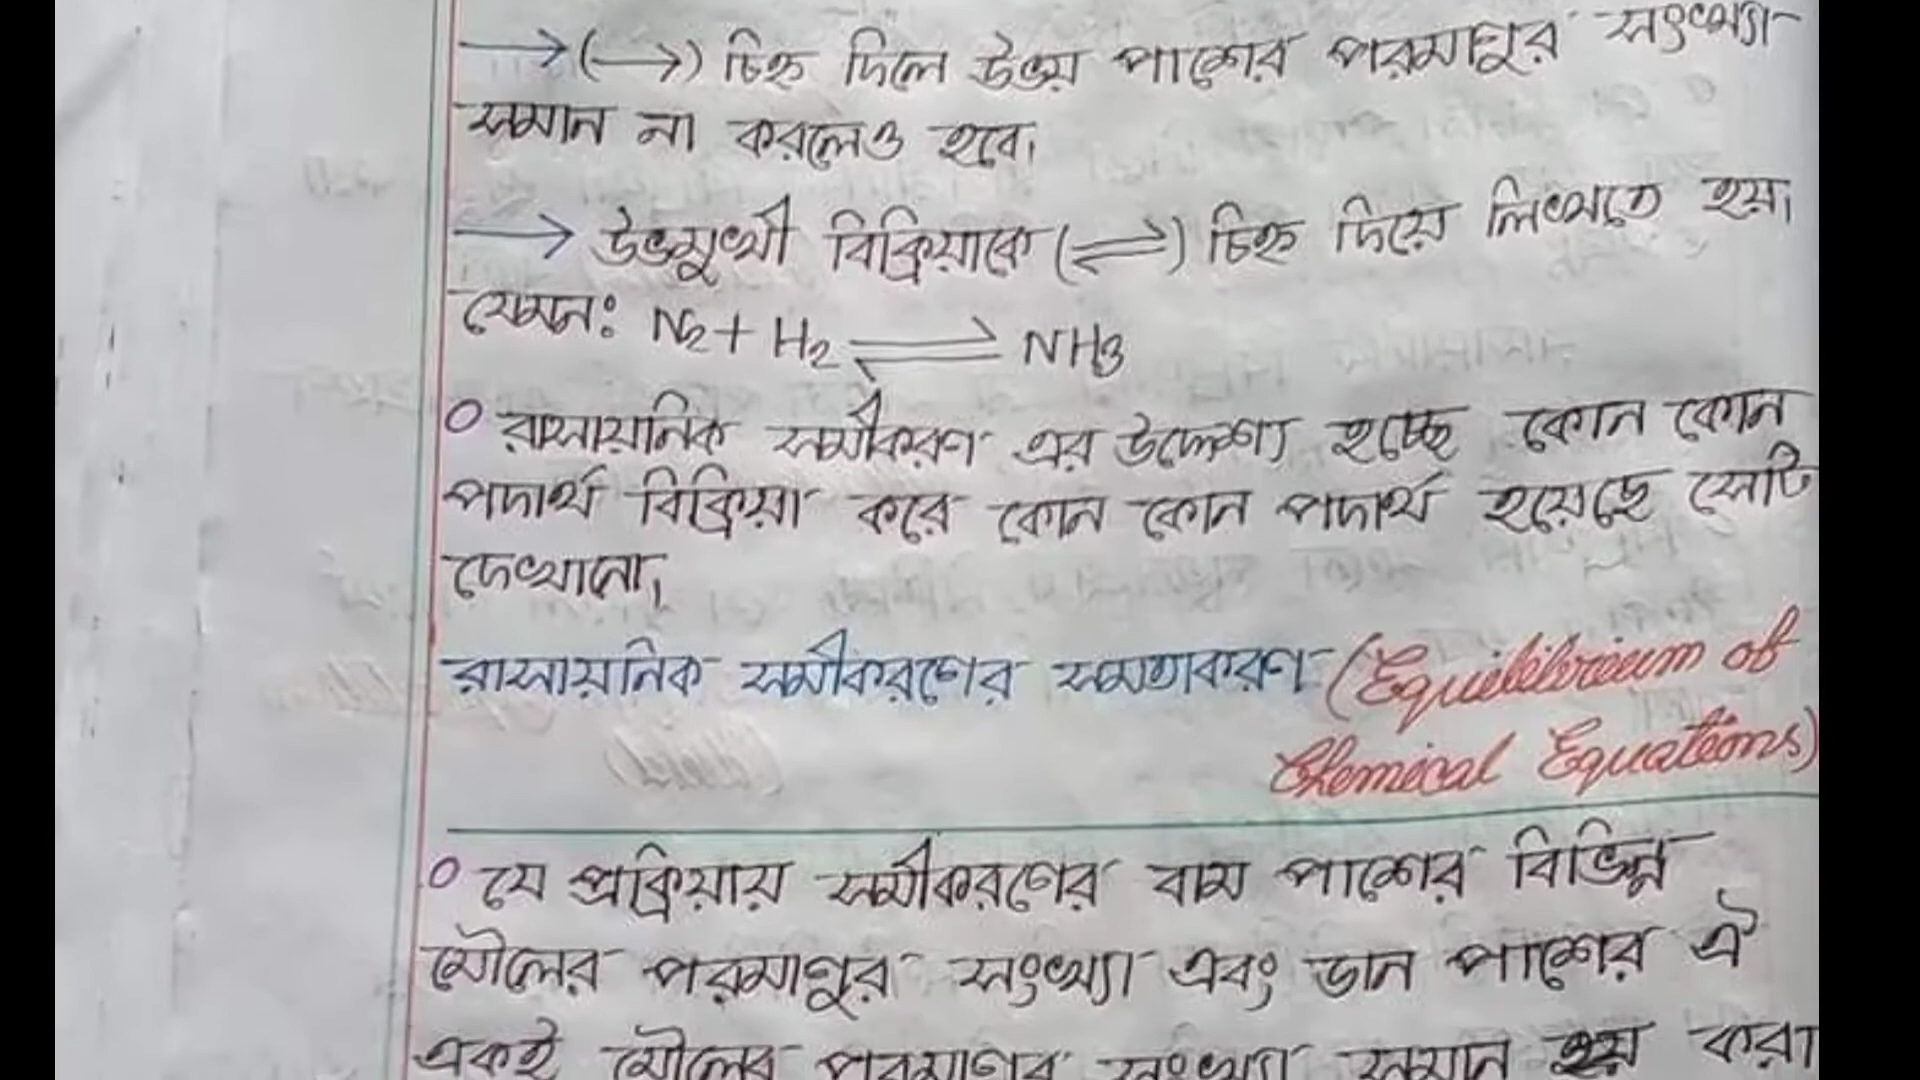 → (→) চিহ্ন দিলে উভয় পাশের পরমাণুর সংখ্যা
সমান না করলেও হবে।
→ উভমুখী বিক্রিয়াকে (⇌) চিহ্ন দিয়ে লিখতে হয়।
যেমনঃ N2 + H2 ⇌ NH3
০ রাসায়নিক সমীকরণ এর উদ্দেশ্য হচ্ছে কোন কোন
পদার্থ বিক্রিয়া করে কোন কোন পদার্থ হয়েছে সেটি
দেখানো।
রাসায়নিক সমীকরণের সমতাকরণ (Equilibrium of
Chemical Equations)
০ যে প্রক্রিয়ায় সমীকরণের বাম পাশের বিভিন্ন
মৌলের পরমাণুর সংখ্যা এবং ডান পাশের ঐ
একই মৌলের পরমাণুর সংখ্যা সমান হয় করা